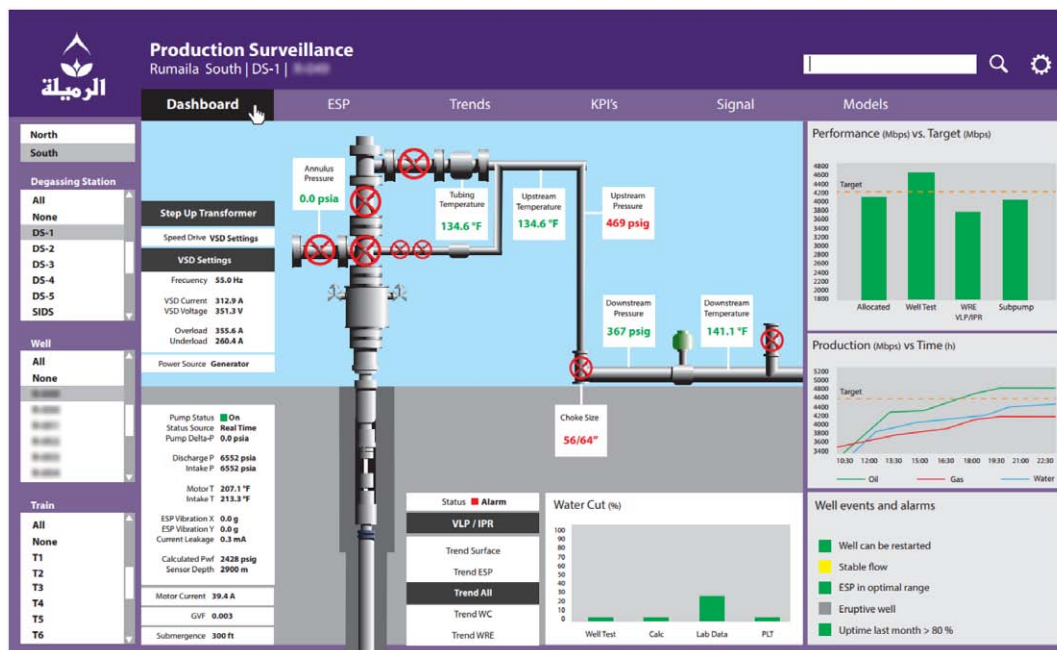 الرميلة
Production Surveillance
Rumaila South | DS-1 |
Dashboard
ESP
Trends
KPI's
Signal
Models
North
South
Degassing Station
All
None
DS-1
DS-2
DS-3
DS-4
DS-5
SIDS
Well
All
None
Train
All
None
T1
T2
T3
T4
T5
T6
Step Up Transformer
Speed Drive VSD Settings
VSD Settings
Frecuency 55.0 Hz
VSD Current 312.9 A
VSD Voltage 351.3 V
Overload 355.6 A
Underload 260.4 A
Power Source Generator
Pump Status On
Status Source Real Time
Pump Delta-P 0.0 psia
Discharge P 6552 psia
Intake P 6552 psia
Motor T 207.1 °F
Intake T 213.3 °F
ESP Vibration X 0.0 g
ESP Vibration Y 0.0 g
Current Leakage 0.3 mA
Calculated Pwf 2428 psig
Sensor Depth 2900 m
Motor Current 39.4 A
GVF 0.003
Submergence 300 ft
Annulus
Pressure
0.0 psia
Tubing
Temperature
134.6 °F
Upstream
Temperature
134.6 °F
Upstream
Pressure
469 psig
Downstream
Pressure
367 psig
Downstream
Temperature
141.1 °F
Choke Size
56/64"
Status Alarm
VLP / IPR
Trend Surface
Trend ESP
Trend All
Trend WC
Trend WRE
Water Cut (%)
100
90
80
70
60
50
40
30
20
10
0
Well Test
Calc
Lab Data
PLT
Performance (Mbps) vs. Target (Mbps)
4800
4600
4400
4200
4000
3800
3600
3400
3200
3000
2800
2600
2400
2200
2000
1800
Target
Allocated
Well Test
WRE
VLP/IPR
Subpump
Production (Mbps) vs Time (h)
5200
5000
4800
4600
4400
4200
4000
3800
3600
3400
Target
10:30 12:00 13:30 15:00 16:30 18:00 19:30 21:00 22:30
Oil
Gas
Water
Well events and alarms
Well can be restarted
Stable flow
ESP in optimal range
Eruptive well
Uptime last month > 80 %